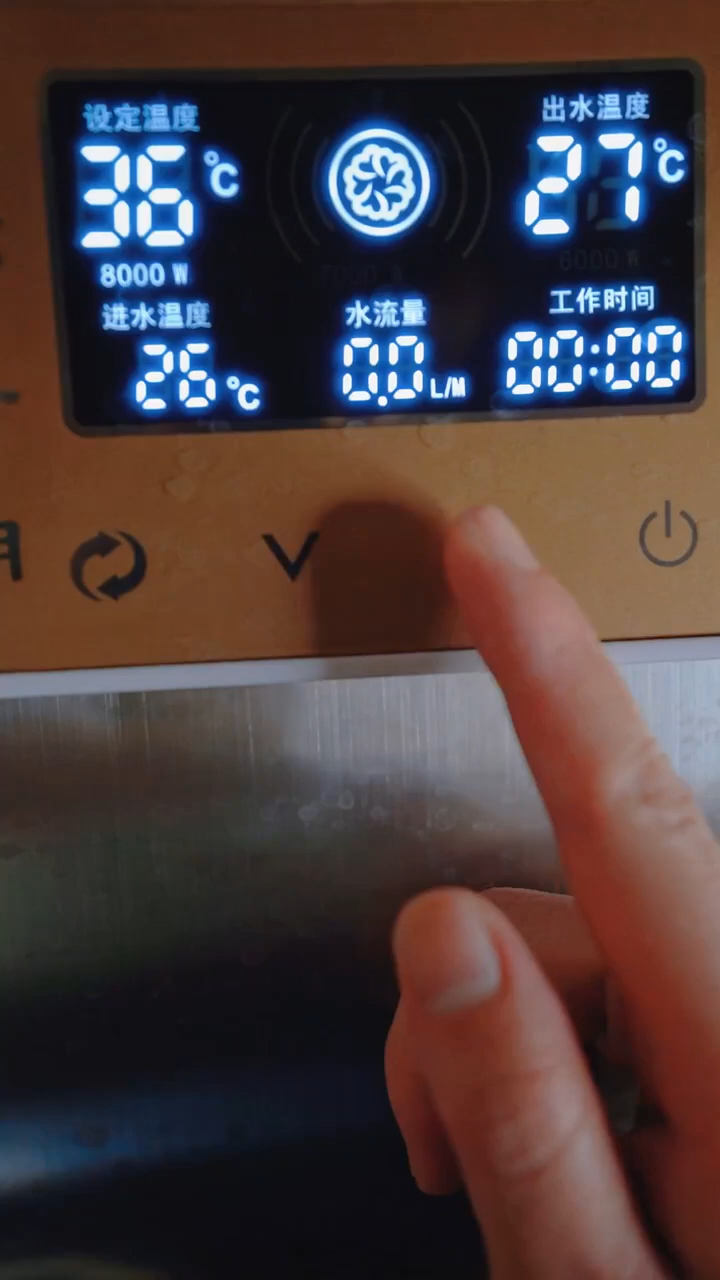 设定温度
36℃
8000 W
出水温度
27℃
6000 W
进水温度
26℃
水流量
0.0 L/M
工作时间
00:00